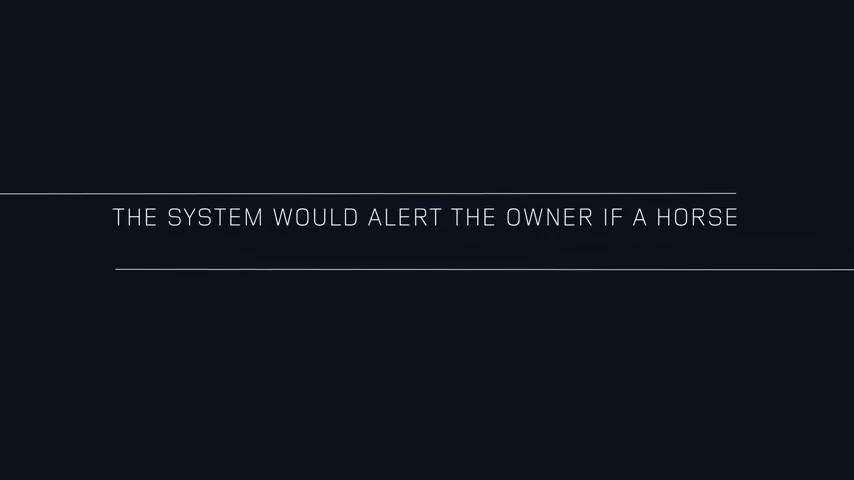 THE SYSTEM WOULD ALERT THE OWNER IF A HORSE